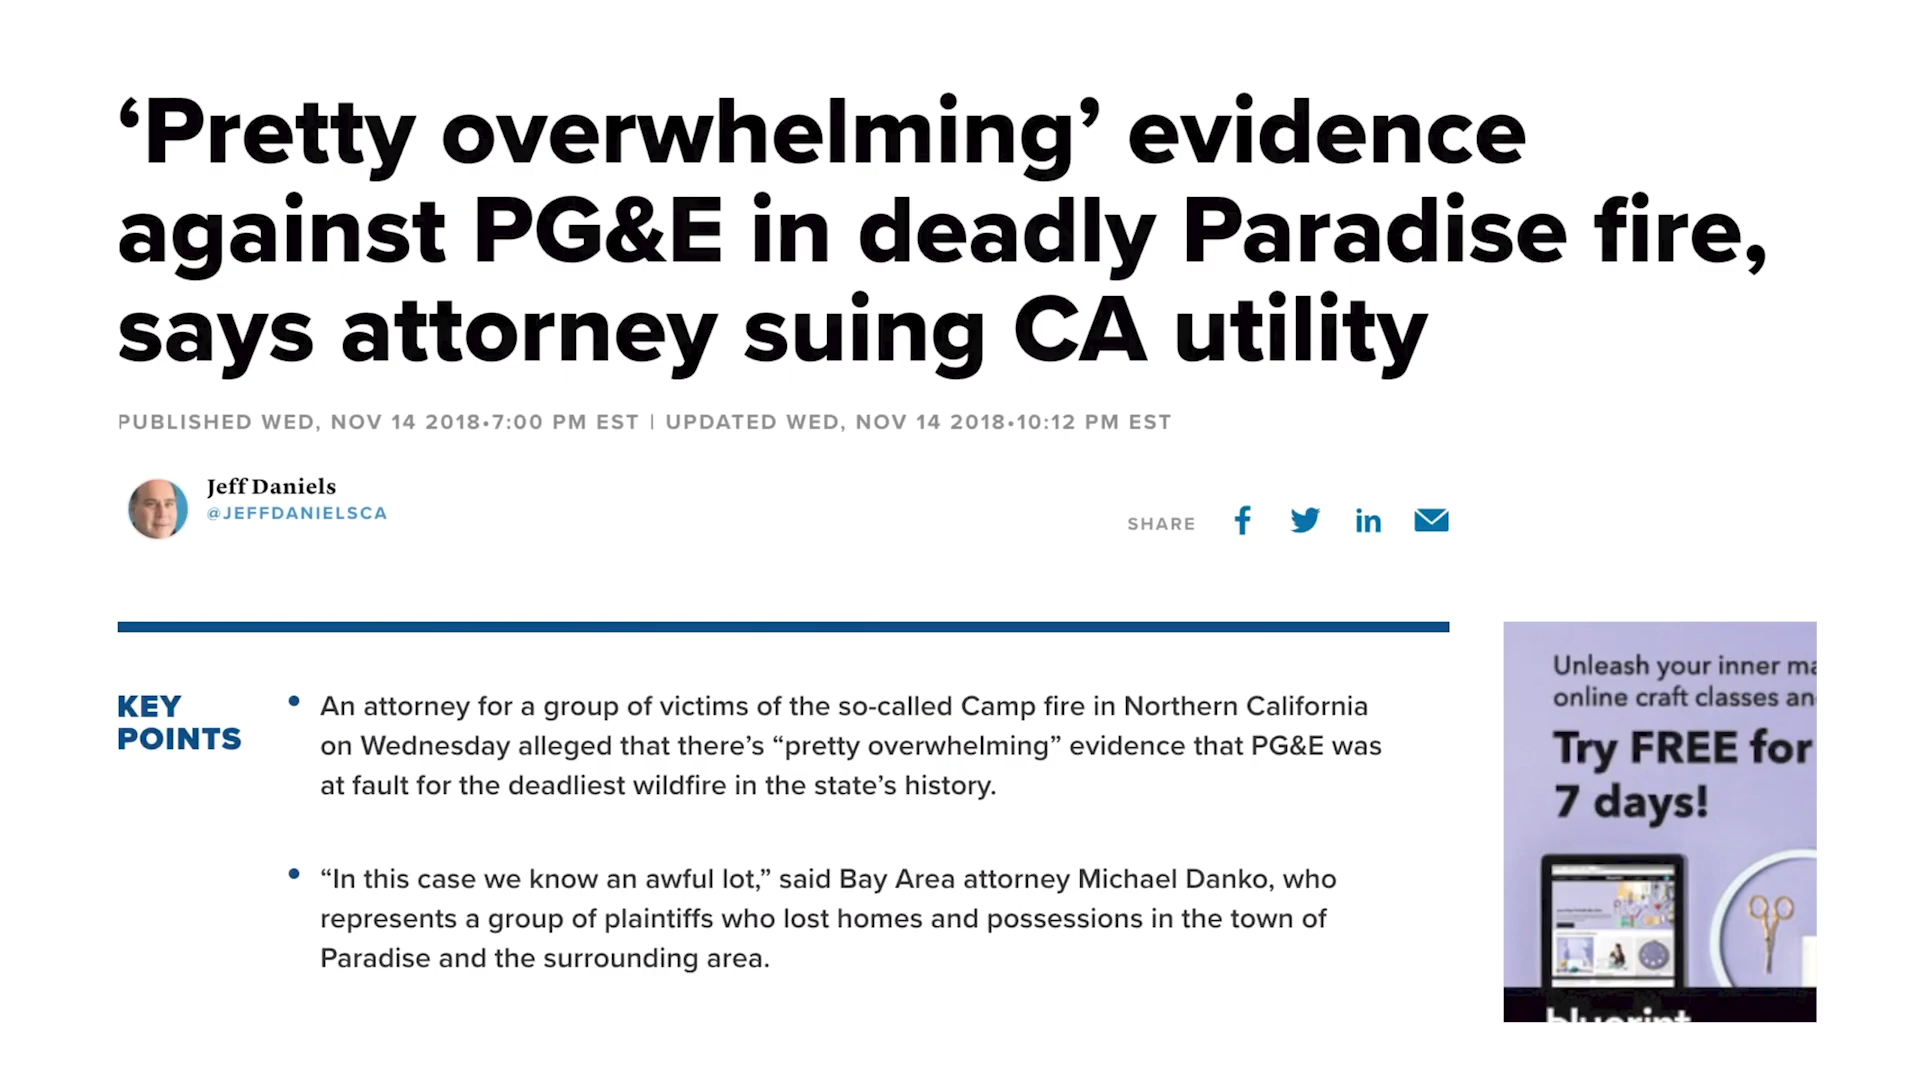 ‘Pretty overwhelming’ evidence
against PG&E in deadly Paradise fire,
says attorney suing CA utility
PUBLISHED WED, NOV 14 2018•7:00 PM EST | UPDATED WED, NOV 14 2018•10:12 PM EST
Jeff Daniels
@JEFFDANIELSCA
SHARE
KEY
POINTS
• An attorney for a group of victims of the so-called Camp fire in Northern California
on Wednesday alleged that there’s “pretty overwhelming” evidence that PG&E was
at fault for the deadliest wildfire in the state’s history.
• “In this case we know an awful lot,” said Bay Area attorney Michael Danko, who
represents a group of plaintiffs who lost homes and possessions in the town of
Paradise and the surrounding area.
Unleash your inner ma
online craft classes an
Try FREE for
7 days!
bluprint